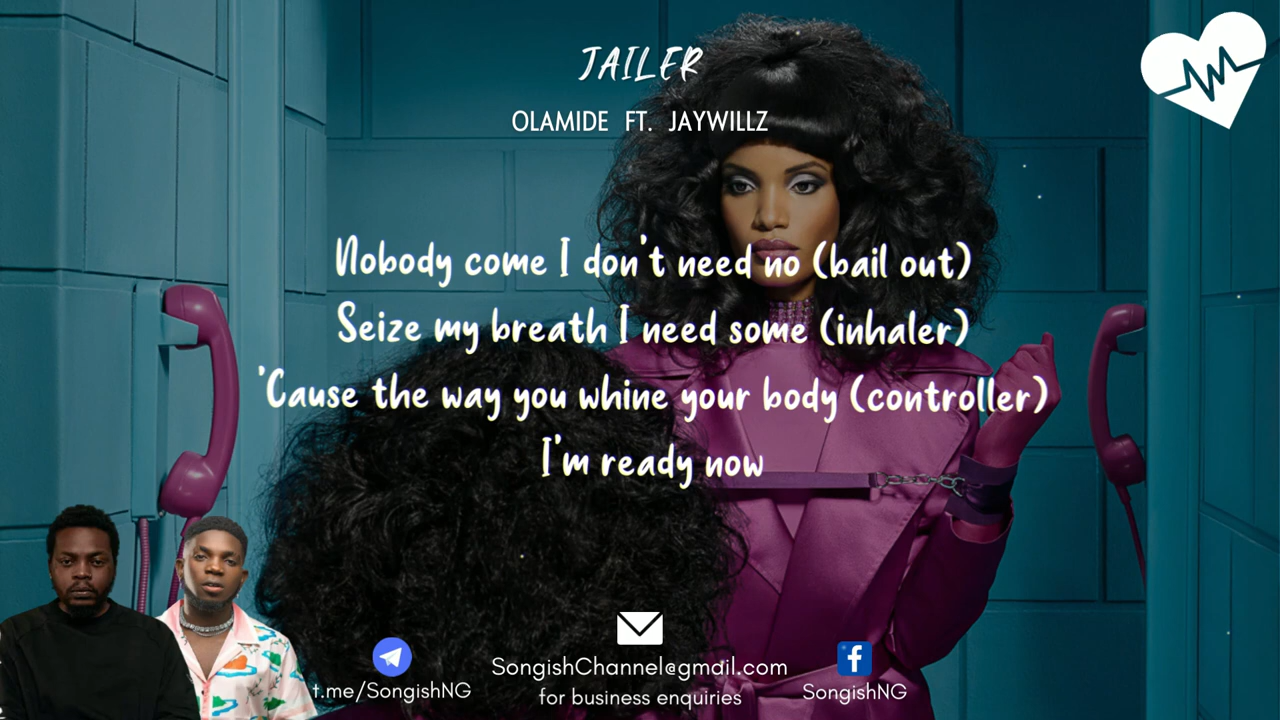 JAILER
OLAMIDE FT. JAYWILLZ
Nobody come I don't need no (bail out)
Seize my breath I need some (inhaler)
'Cause the way you whine your body (controller)
I'm ready now
t.me/SongishNG
SongishChannel@gmail.com
for business enquiries
SongishNG